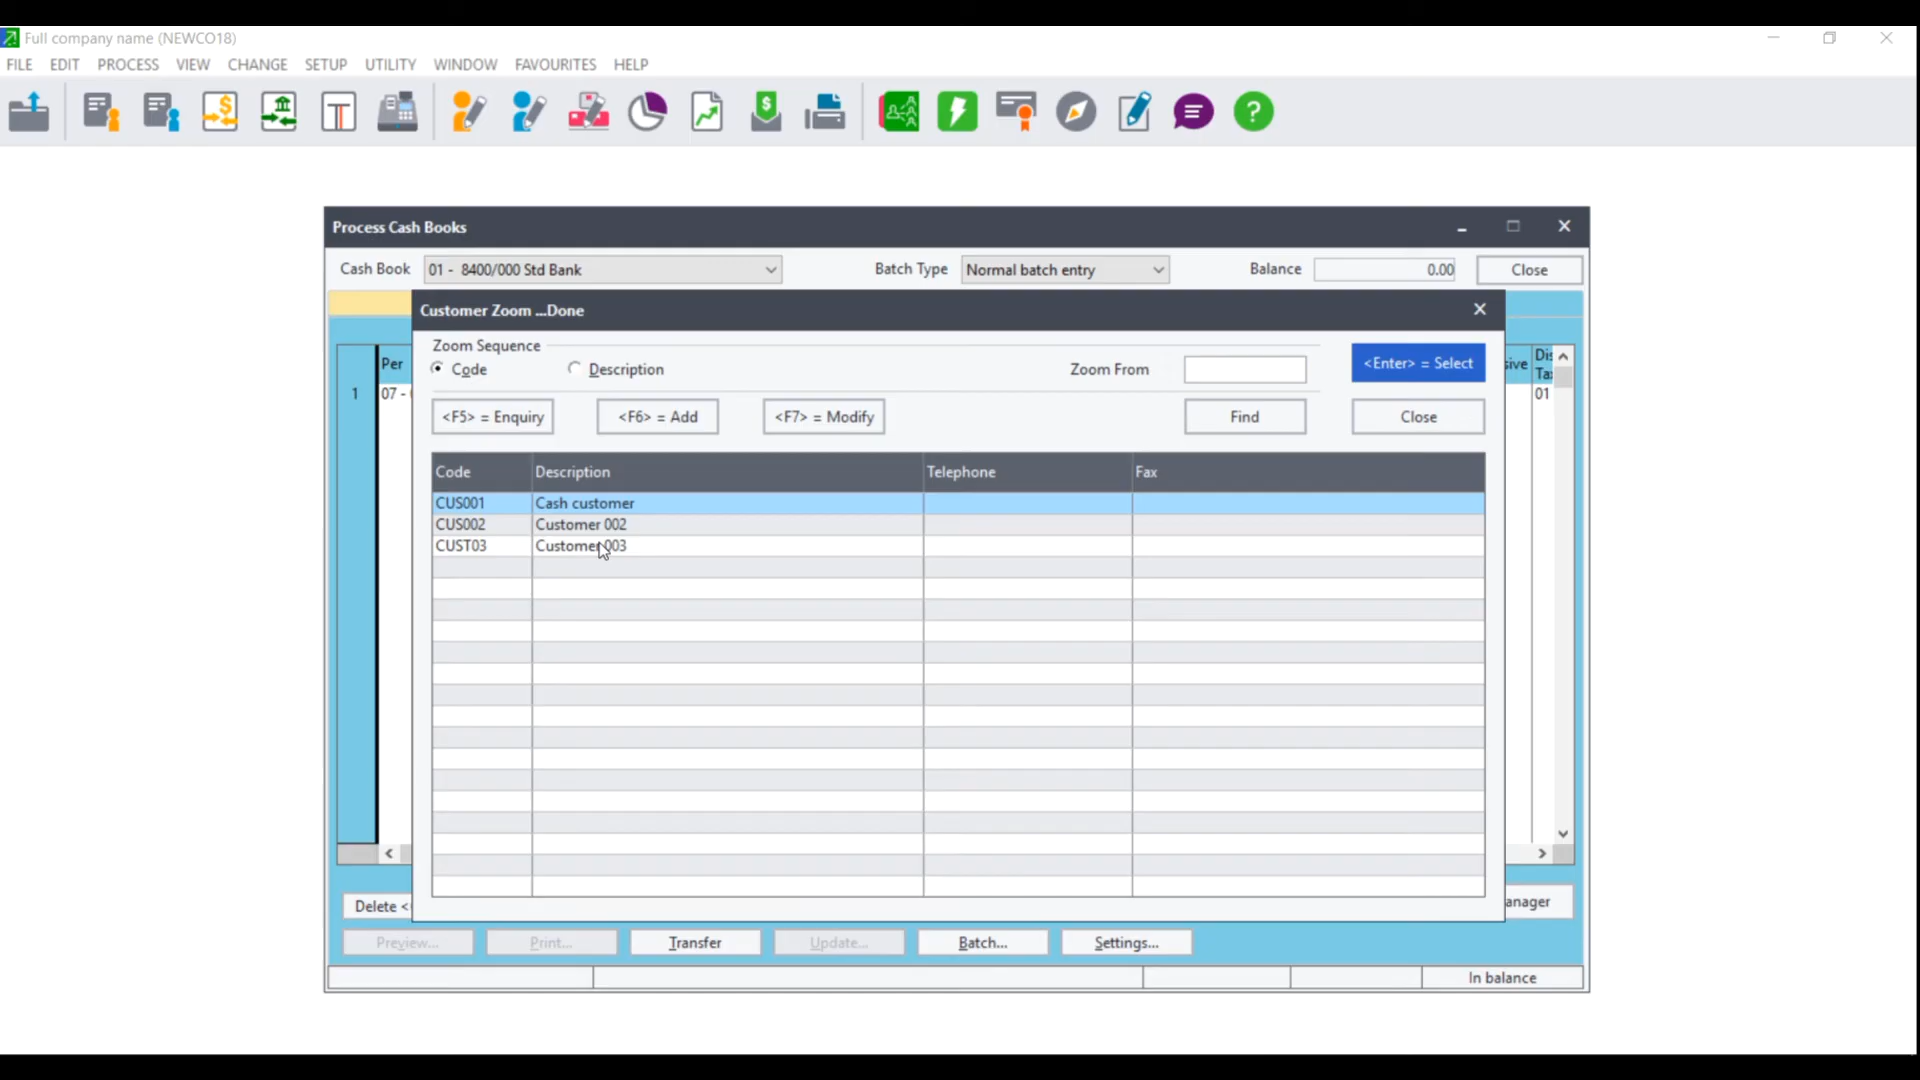 Full company name (NEWCO18)
FILE EDIT PROCESS VIEW CHANGE SETUP UTILITY WINDOW FAVOURITES HELP
Process Cash Books
Cash Book 01 - 8400/000 Std Bank Batch Type Normal batch entry Balance 0.00 Close
Customer Zoom ...Done
Zoom Sequence
Code Description Zoom From <Enter> = Select
<F5> = Enquiry <F6> = Add <F7> = Modify Find Close
Per
1 07 -
Code Description Telephone Fax
CUS001 Cash customer
CUS002 Customer 002
CUST03 Customer 003
sive
01
Delete <
anager
Preview... Print... Transfer Update... Batch... Settings...
In balance